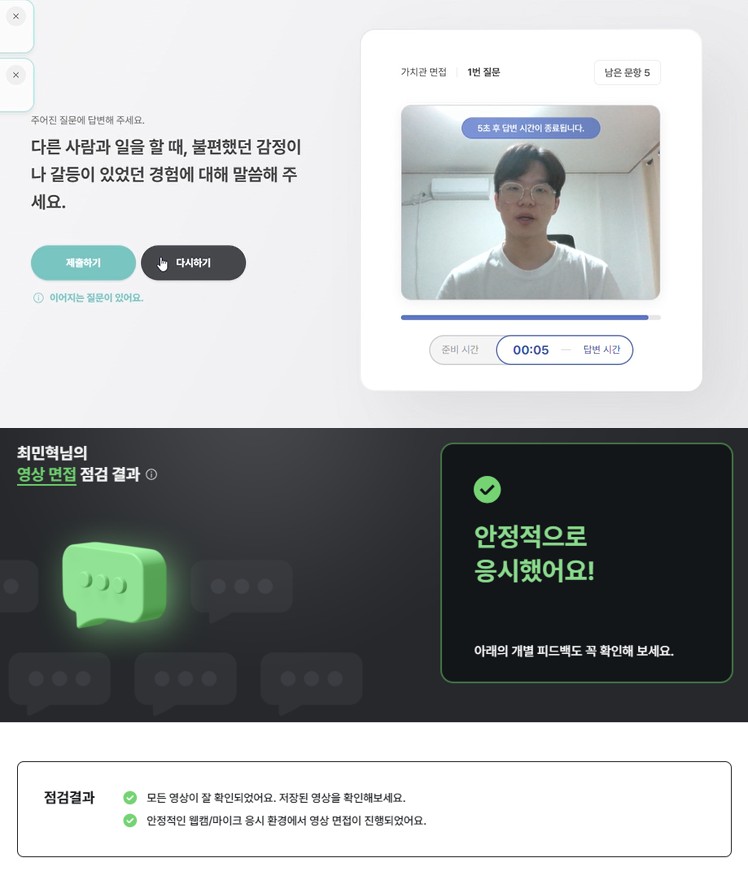 주어진 질문에 답변해 주세요.
다른 사람과 일을 할 때, 불편했던 감정이
나 갈등이 있었던 경험에 대해 말씀해 주
세요.
제출하기
다시하기
이어지는 질문이 있어요.
가치관 면접
1번 질문
남은 문항 5
5초 후 답변 시간이 종료됩니다.
준비 시간
00:05
답변 시간
최민혁님의
영상 면접 점검 결과
안정적으로
응시했어요!
아래의 개별 피드백도 꼭 확인해 보세요.
점검결과
모든 영상이 잘 확인되었어요. 저장된 영상을 확인해보세요.
안정적인 웹캠/마이크 응시 환경에서 영상 면접이 진행되었어요.